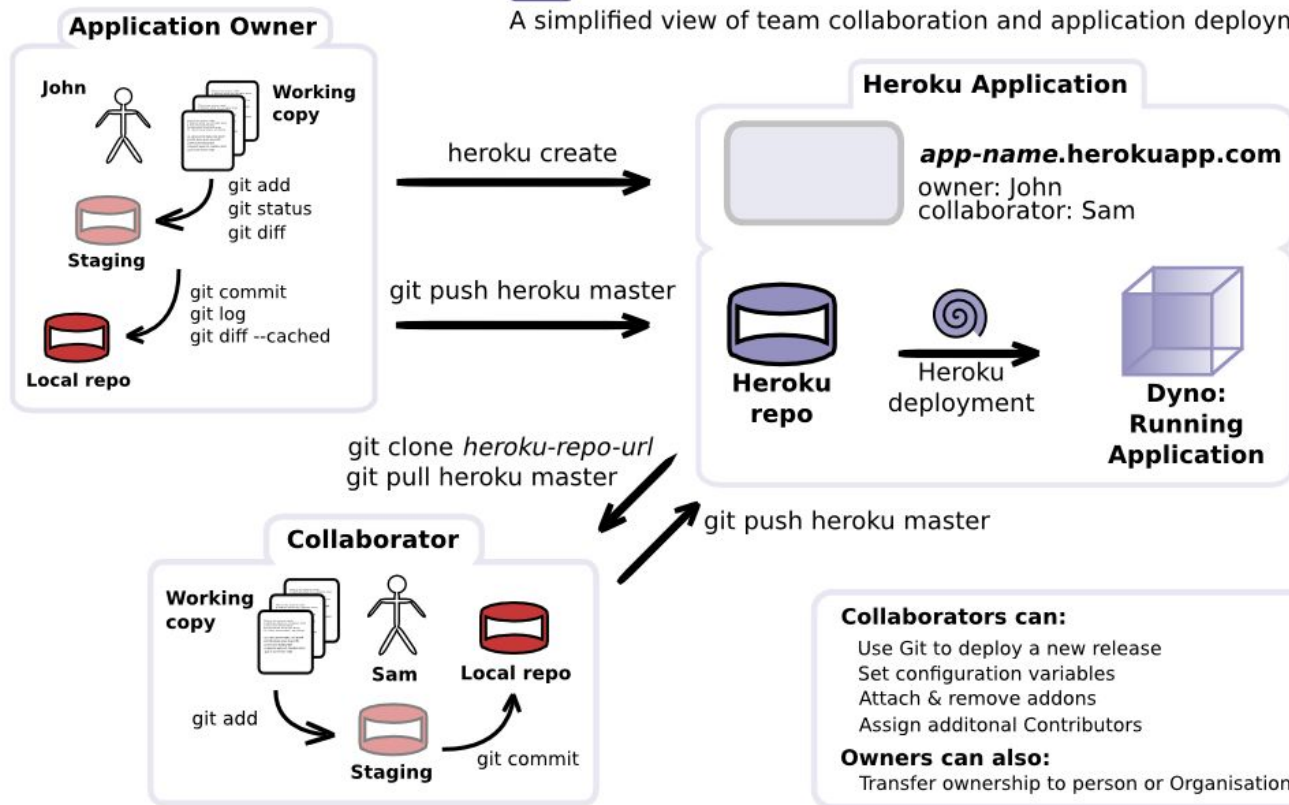 A simplified view of team collaboration and application
Application Owner
John
Working
copy
git add
git status
git diff
Staging
git commit
git log
git diff --cached
Local repo
heroku create
git push heroku master
Heroku Application
app-name.herokuapp.com
owner: John
collaborator: Sam
Heroku
repo
Heroku
deployment
Dyno:
Running
Application
git clone heroku-repo-url
git pull heroku master
git push heroku master
Collaborator
Working
copy
Sam
Local repo
git add
Staging
git commit
Collaborators can:
Use Git to deploy a new release
Set configuration variables
Attach & remove addons
Assign additonal Contributors
Owners can also:
Transfer ownership to person or Organisation